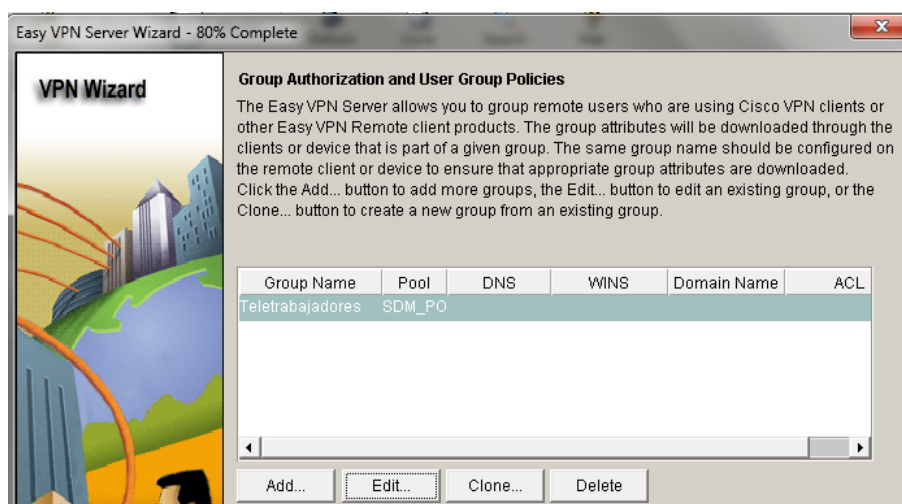 Easy VPN Server Wizard - 80% Complete
VPN Wizard
Group Authorization and User Group Policies
The Easy VPN Server allows you to group remote users who are using Cisco VPN clients or
other Easy VPN Remote client products. The group attributes will be downloaded through the
clients or device that is part of a given group. The same group name should be configured on
the remote client or device to ensure that appropriate group attributes are downloaded.
Click the Add... button to add more groups, the Edit... button to edit an existing group, or the
Clone... button to create a new group from an existing group.
Group Name Pool DNS WINS Domain Name ACL
Teletrabajadores SDM_PO
Add... Edit... Clone... Delete